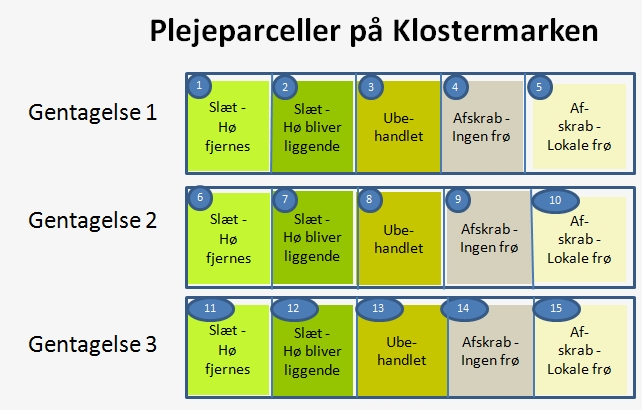 Plejeparceller på Klostermarken
Gentagelse 1
1
Slæt -
Hø
fjernes
2
Slæt -
Hø bliver
liggende
3
Ube-
handlet
4
Afskrab -
Ingen frø
5
Af-
skrab -
Lokale frø
Gentagelse 2
6
Slæt -
Hø
fjernes
7
Slæt -
Hø bliver
liggende
8
Ube-
handlet
9
Afskrab -
Ingen frø
10
Af-
skrab -
Lokale frø
Gentagelse 3
11
Slæt -
Hø
fjernes
12
Slæt -
Hø bliver
liggende
13
Ube-
handlet
14
Afskrab -
Ingen frø
15
Af-
skrab -
Lokale frø